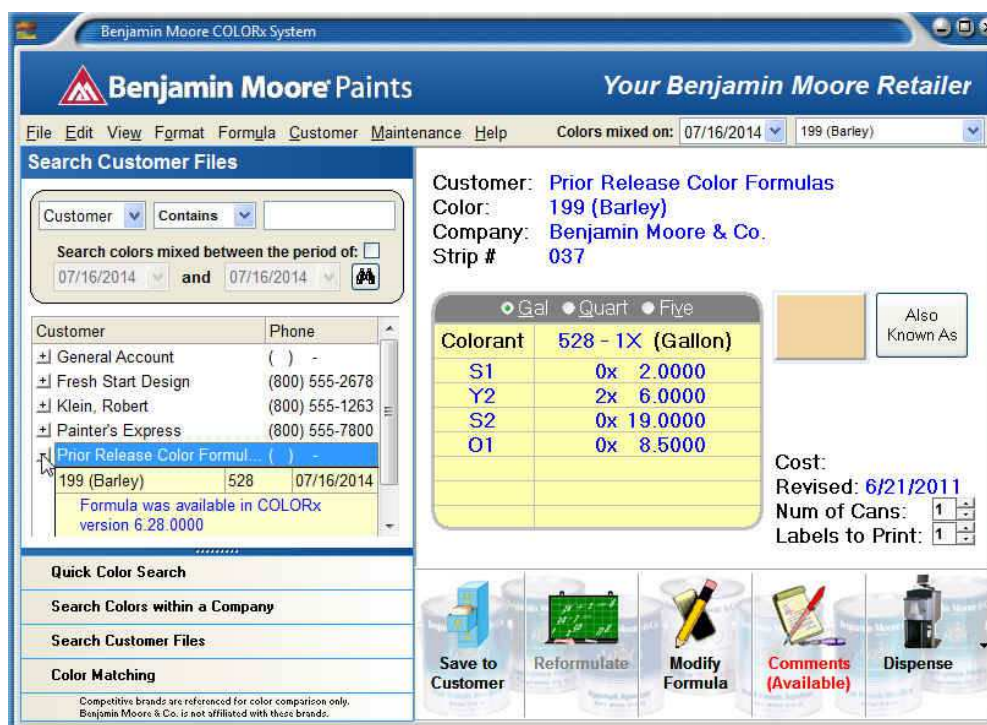 Benjamin Moore COLORx System
Benjamin Moore® Paints
Your Benjamin Moore Retailer
File Edit View Format Formula Customer Maintenance Help
Colors mixed on: 07/16/2014 199 (Barley)
Search Customer Files
Customer Contains
Search colors mixed between the period of:
07/16/2014 and 07/16/2014
Customer Phone
General Account ( ) -
Fresh Start Design (800) 555-2678
Klein, Robert (800) 555-1263
Painter's Express (800) 555-7800
Prior Release Color Formul... ( ) -
199 (Barley) 528 07/16/2014
Formula was available in COLORx
version 6.28.0000
Quick Color Search
Search Colors within a Company
Search Customer Files
Color Matching
Competitive brands are referenced for color comparison only.
Benjamin Moore & Co. is not affiliated with these brands.
Customer: Prior Release Color Formulas
Color: 199 (Barley)
Company: Benjamin Moore & Co.
Strip # 037
Gal Quart Five
Colorant 528 - 1X (Gallon)
S1 0x 2.0000
Y2 2x 6.0000
S2 0x 19.0000
O1 0x 8.5000
Also
Known As
Cost:
Revised: 6/21/2011
Num of Cans: 1
Labels to Print: 1
Save to
Customer
Reformulate
Modify
Formula
Comments
(Available)
Dispense